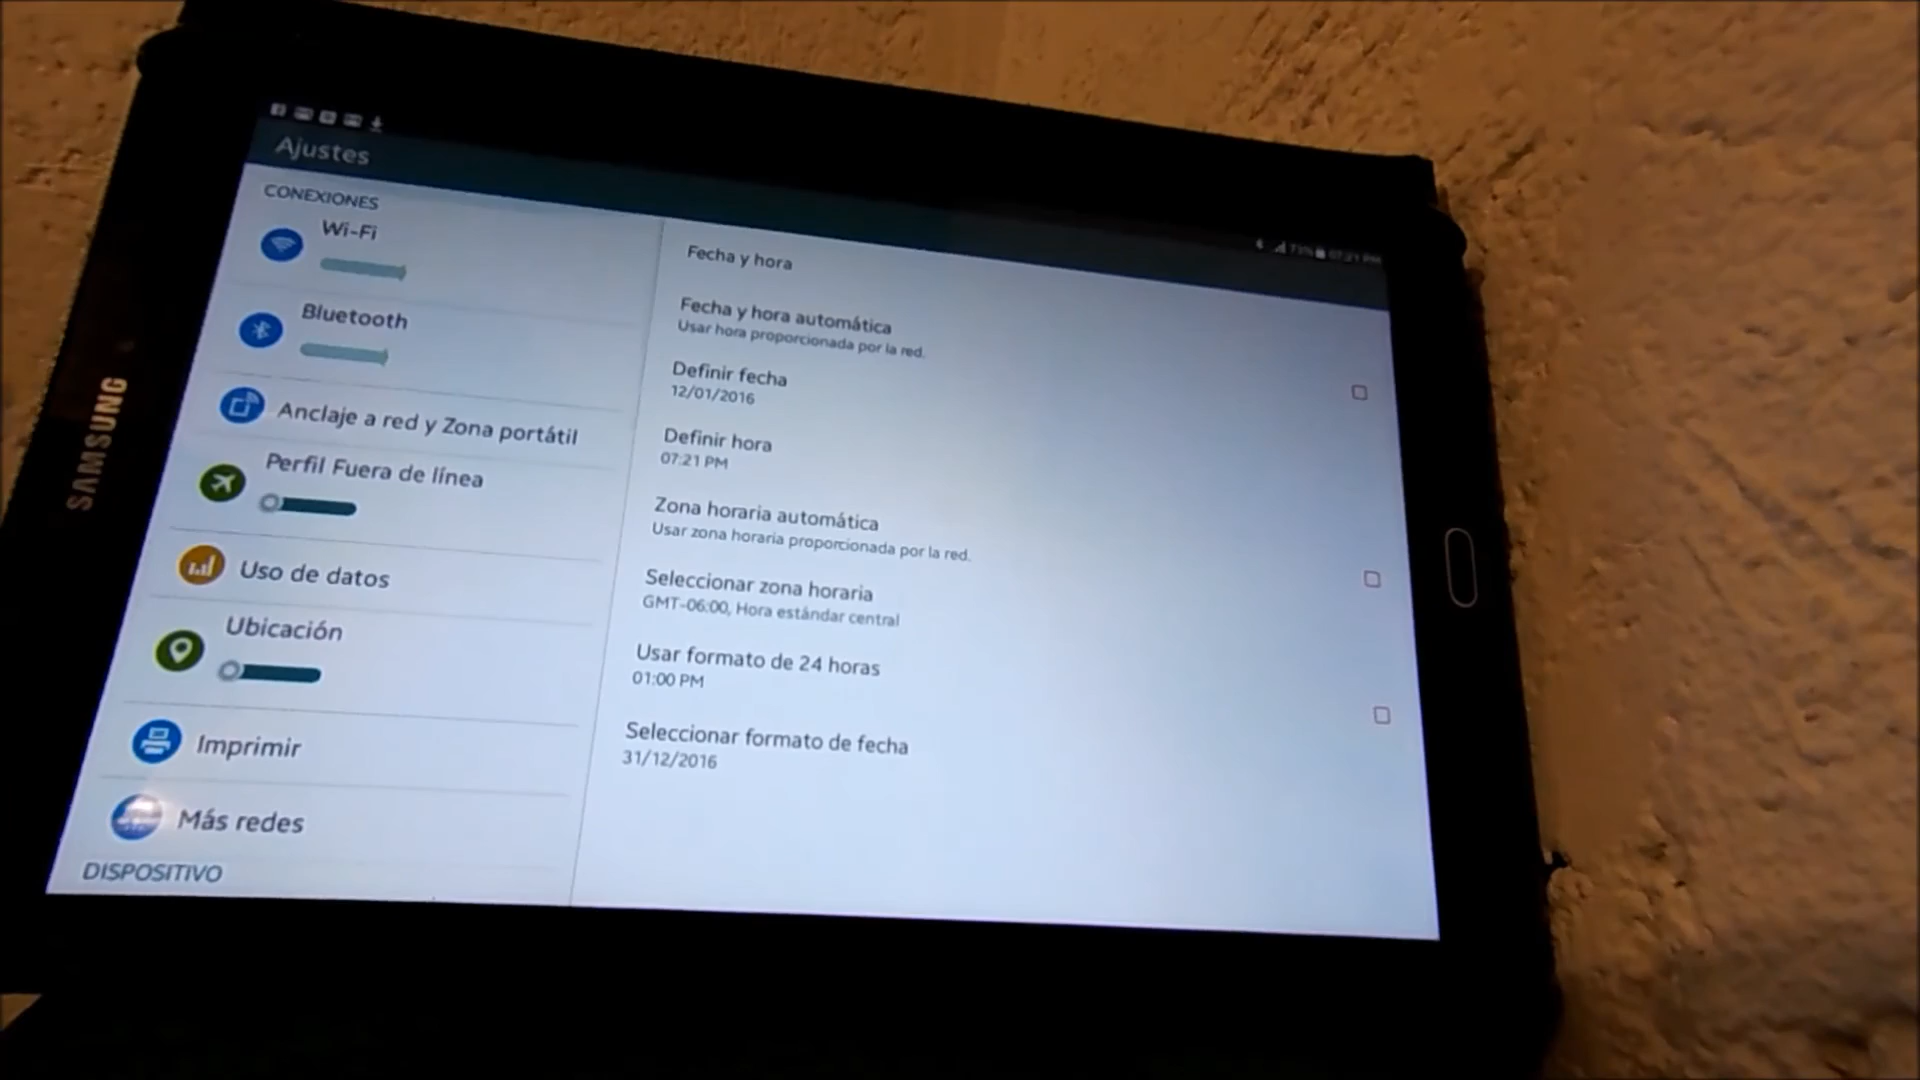 SAMSUNG
Ajustes
07:21 PM
CONEXIONES
Wi-Fi
Bluetooth
Anclaje a red y Zona portátil
Perfil Fuera de línea
Uso de datos
Ubicación
Imprimir
Más redes
DISPOSITIVO
Fecha y hora
Fecha y hora automática
Usar hora proporcionada por la red.
Definir fecha
12/01/2016
Definir hora
07:21 PM
Zona horaria automática
Usar zona horaria proporcionada por la red.
Seleccionar zona horaria
GMT-06:00, Hora estándar central
Usar formato de 24 horas
01:00 PM
Seleccionar formato de fecha
31/12/2016